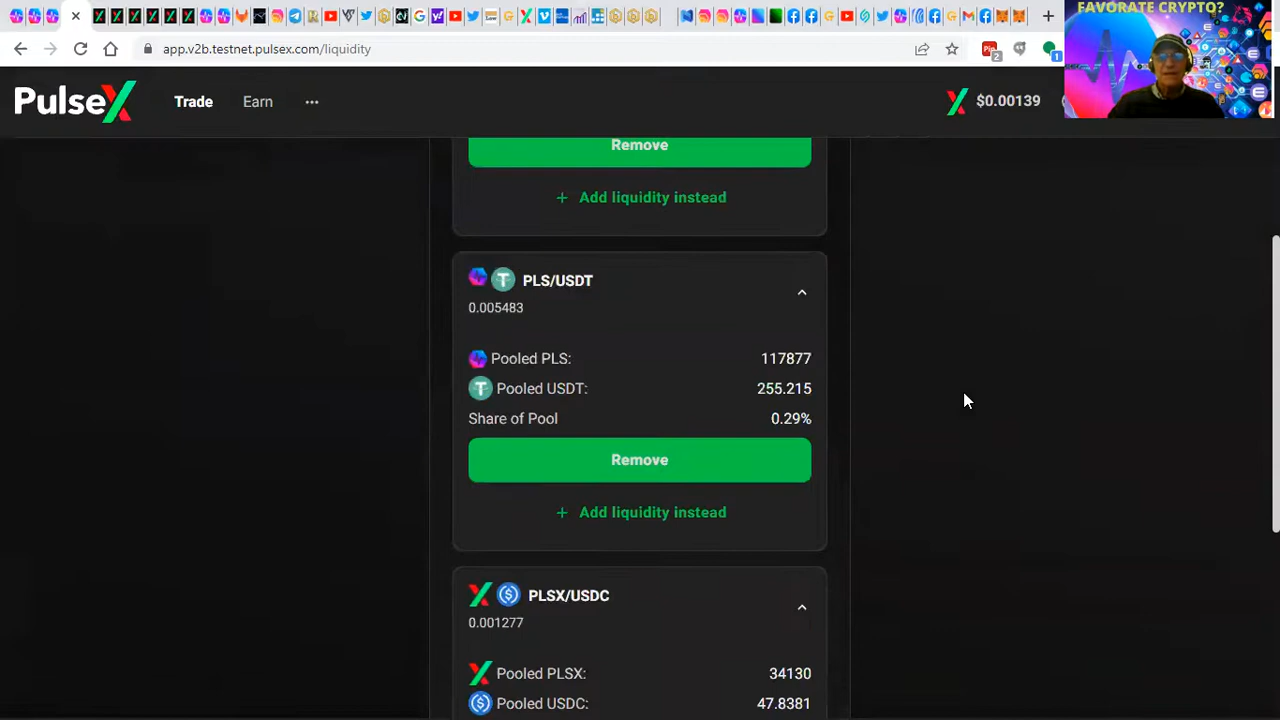 FAVORATE CRYPTO?
app.v2b.testnet.pulsex.com/liquidity
2
1
PulseX
Trade
Earn
$0.00139
Remove
+ Add liquidity instead
PLS/USDT
0.005483
Pooled PLS: 117877
Pooled USDT: 255.215
Share of Pool 0.29%
Remove
+ Add liquidity instead
PLSX/USDC
0.001277
Pooled PLSX: 34130
Pooled USDC: 47.8381